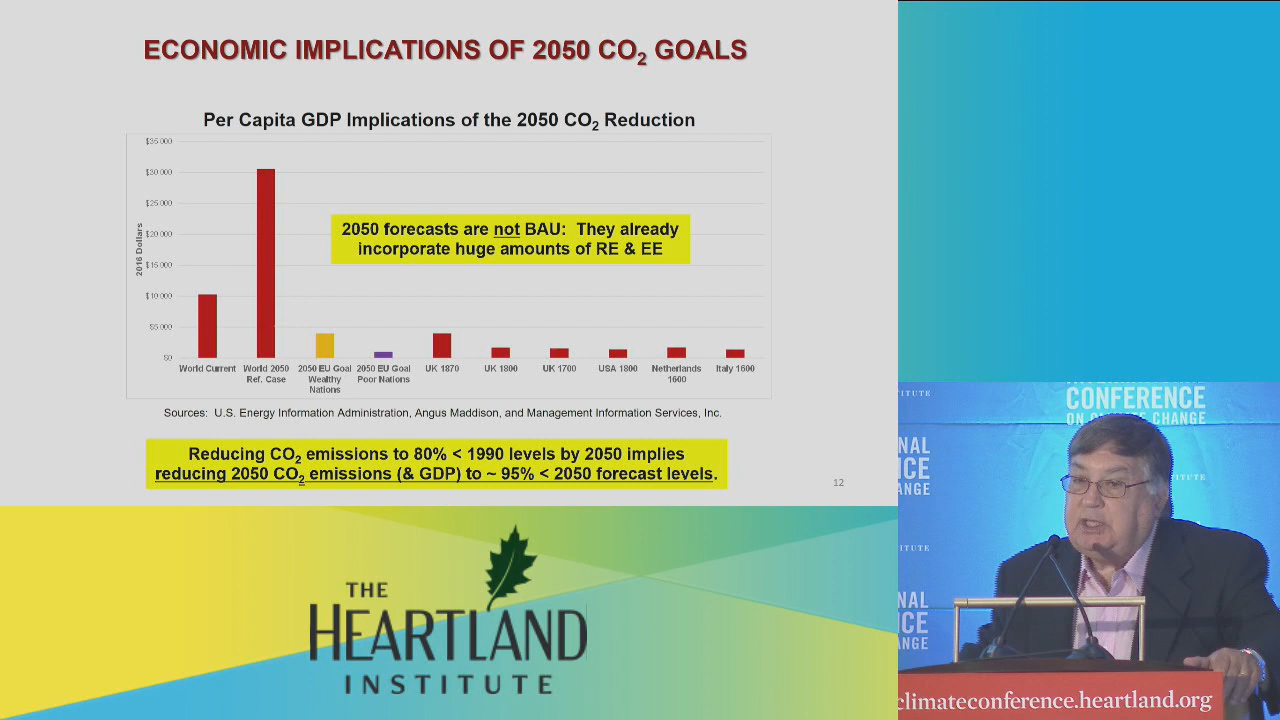 ECONOMIC IMPLICATIONS OF 2050 CO2 GOALS
Per Capita GDP Implications of the 2050 CO2 Reduction
$35 000
$30 000
$25 000
$20 000
$15 000
$10 000
$5 000
$0
2016 Dollars
2050 forecasts are not BAU: They already
incorporate huge amounts of RE & EE
World Current
World 2050
Ref. Case
2050 EU Goal
Wealthy
Nations
2050 EU Goal
Poor Nations
UK 1870
UK 1800
UK 1700
USA 1800
Netherlands
1600
Italy 1600
Sources: U.S. Energy Information Administration, Angus Maddison, and Management Information Services, Inc.
Reducing CO2 emissions to 80% < 1990 levels by 2050 implies
reducing 2050 CO2 emissions (& GDP) to ~ 95% < 2050 forecast levels.
12
THE
HEARTLAND
INSTITUTE
CONFERENCE
ON CLIMATE CHANGE
climateconference.heartland.org